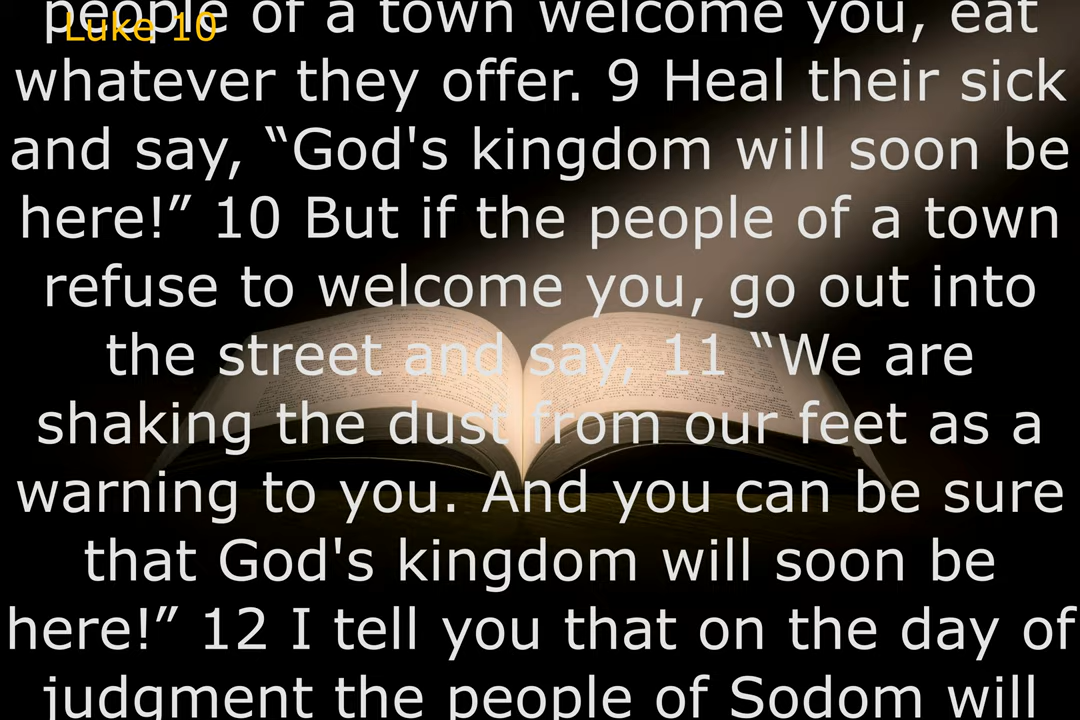 people of a town welcome you, eat
Luke 10
whatever they offer. 9 Heal their sick
and say, “God's kingdom will soon be
here!” 10 But if the people of a town
refuse to welcome you, go out into
the street and say, 11 “We are
shaking the dust from our feet as a
warning to you. And you can be sure
that God's kingdom will soon be
here!” 12 I tell you that on the day of
judgment the people of Sodom will